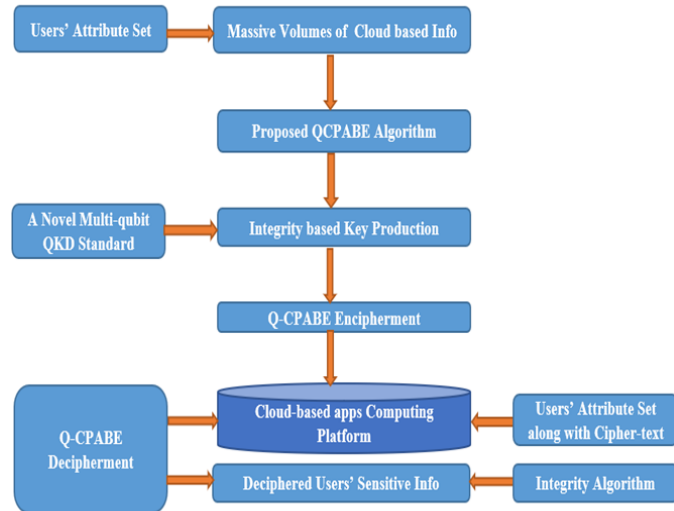 Users' Attribute Set
Massive Volumes of Cloud based Info
Proposed QCPABE Algorithm
A Novel Multi-qubit
QKD Standard
Integrity based Key Production
Q-CPABE Encipherment
Q-CPABE
Decipherment
Cloud-based apps Computing
Platform
Users' Attribute Set
along with Cipher-text
Deciphered Users' Sensitive Info
Integrity Algorithm